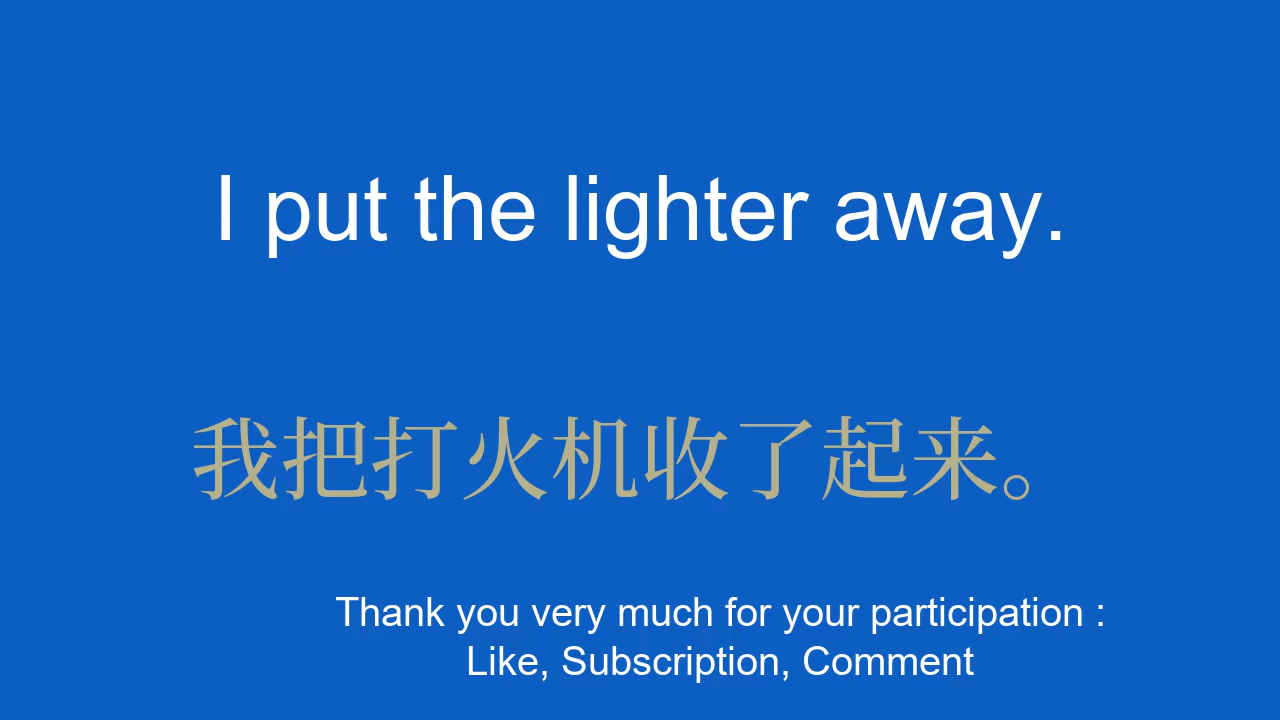 I put the lighter away.
我把打火机收了起来。
Thank you very much for your participation :
Like, Subscription, Comment